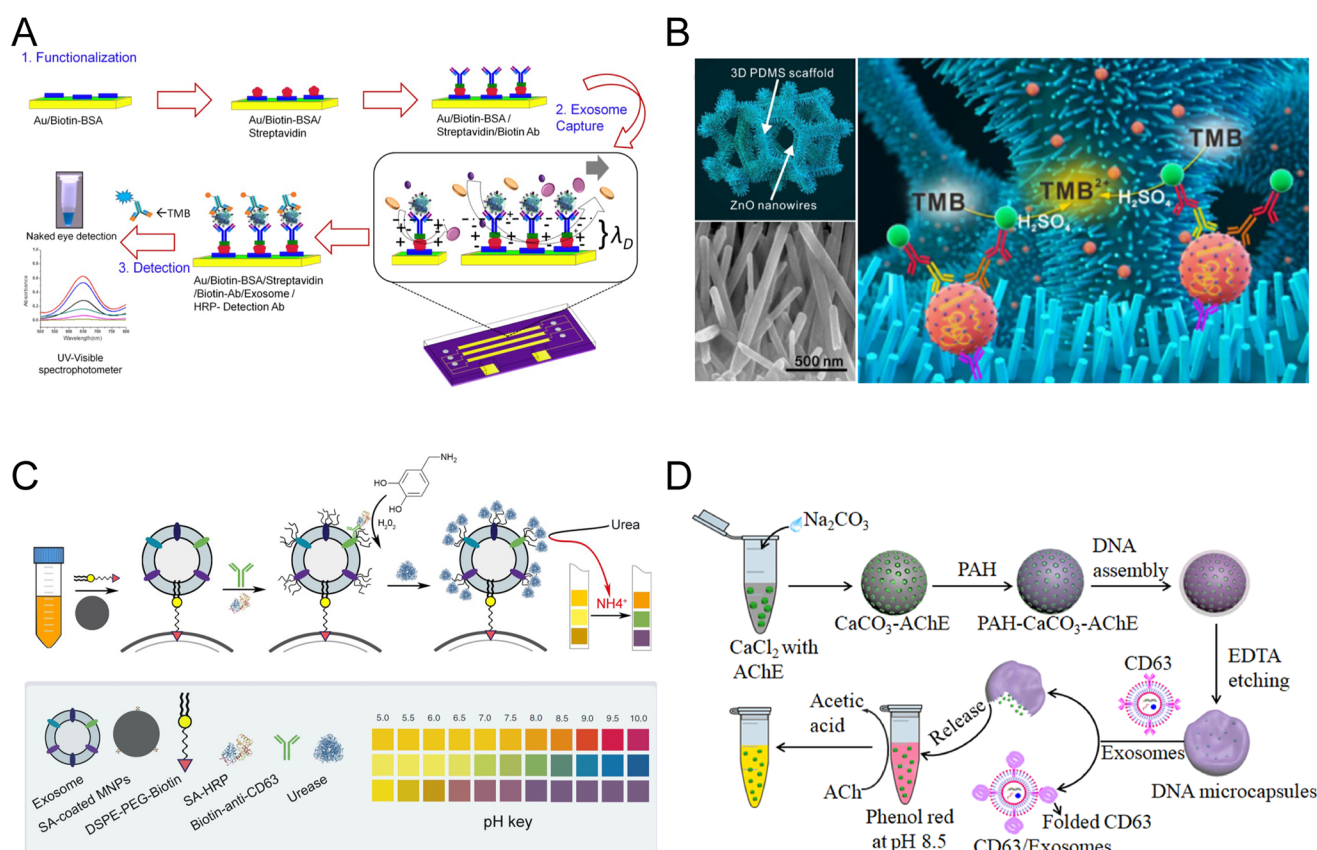 A
1. Functionalization
Au/Biotin-BSA
Au/Biotin-BSA/
Streptavidin
Au/Biotin-BSA /
Streptavidin/Biotin Ab
2. Exosome
Capture
λD
Au/Biotin-BSA/Streptavidin
/Biotin-Ab/Exosome /
HRP- Detection Ab
←TMB
3. Detection
Naked eye detection
Absorbance
Wavelength(nm)
UV-Visible
spectrophotometer
B
3D PDMS scaffold
ZnO nanowires
500 nm
TMB
TMB
TMB²⁺
H₂SO₄
H₂SO₄
C
NH₂
HO
HO
H₂O₂
Urea
NH4⁺
Exosome
SA-coated MNPs
DSPE-PEG-Biotin
SA-HRP
Biotin-anti-CD63
Urease
5.0 5.5 6.0 6.5 7.0 7.5 8.0 8.5 9.0 9.5 10.0
pH key
D
Na₂CO₃
CaCl₂ with
AChE
CaCO₃-AChE
PAH
PAH-CaCO₃-AChE
DNA
assembly
EDTA
etching
DNA microcapsules
CD63
Exosomes
Folded CD63
CD63/Exosomes
Release
Phenol red
at pH 8.5
Acetic
acid
ACh